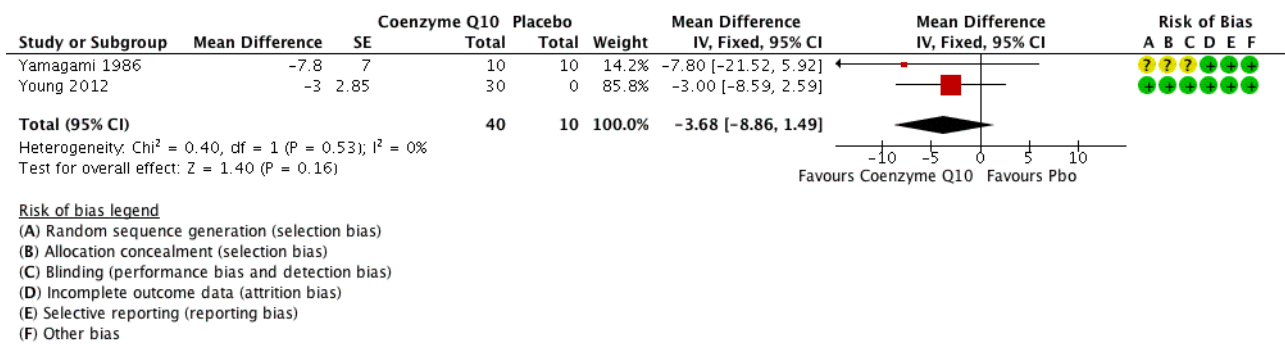 Coenzyme Q10 Placebo Mean Difference Mean Difference Risk of Bias
Study or Subgroup Mean Difference SE Total Total Weight IV, Fixed, 95% CI IV, Fixed, 95% CI A B C D E F
Yamagami 1986 −7.8 7 10 10 14.2% −7.80 [−21.52, 5.92] ? ? ? + + +
Young 2012 −3 2.85 30 0 85.8% −3.00 [−8.59, 2.59] + + + + + +
Total (95% CI) 40 10 100.0% −3.68 [−8.86, 1.49]
Heterogeneity: Chi² = 0.40, df = 1 (P = 0.53); I² = 0%
Test for overall effect: Z = 1.40 (P = 0.16)
−10 −5 0 5 10
Favours Coenzyme Q10 Favours Pbo
Risk of bias legend
(A) Random sequence generation (selection bias)
(B) Allocation concealment (selection bias)
(C) Blinding (performance bias and detection bias)
(D) Incomplete outcome data (attrition bias)
(E) Selective reporting (reporting bias)
(F) Other bias